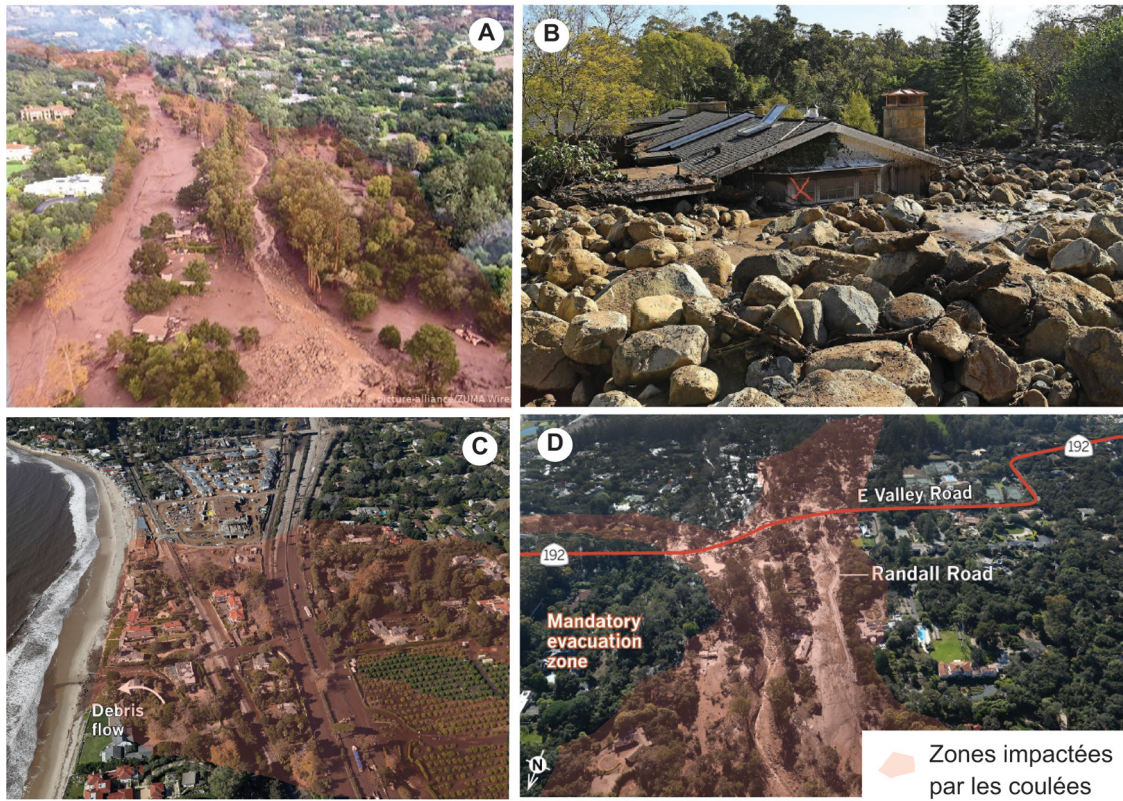 A
picture-alliance/ZUMA Wire
B
X
C
Debris
flow
D
192
E Valley Road
192
Randall Road
Mandatory
evacuation
zone
N
Zones impactées
par les coulées